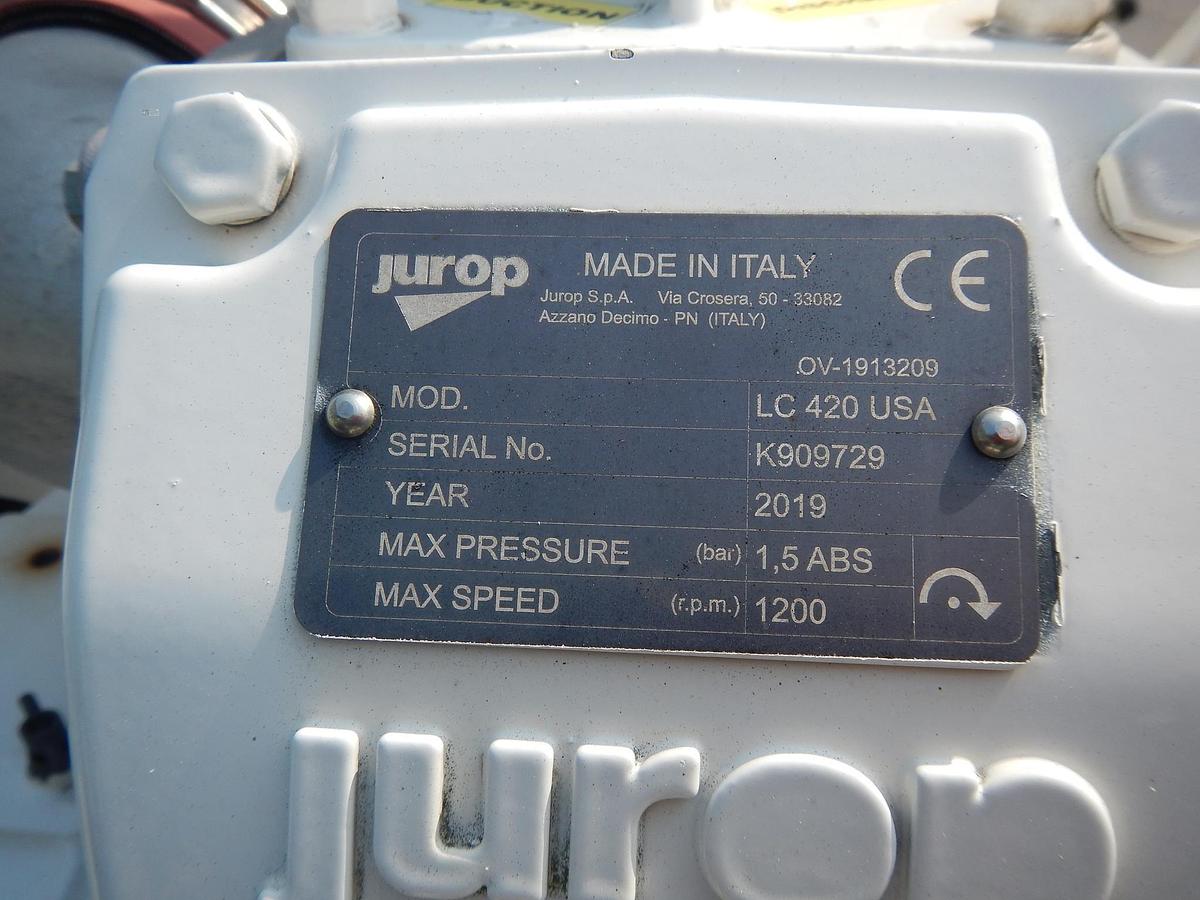 SUCTION
jurop
MADE IN ITALY
CE
Jurop S.p.A. Via Crosera, 50 - 33082
Azzano Decimo - PN (ITALY)
OV-1913209
MOD. LC 420 USA
SERIAL No. K909729
YEAR 2019
MAX PRESSURE (bar) 1,5 ABS
MAX SPEED (r.p.m.) 1200
jurop